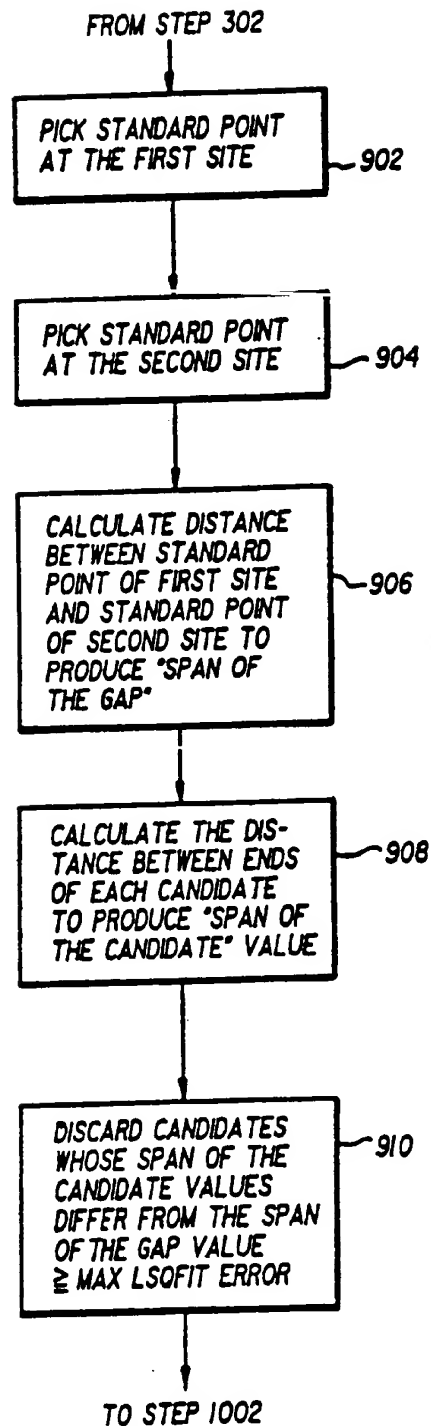 FROM STEP 302
PICK STANDARD POINT
AT THE FIRST SITE
902
PICK STANDARD POINT
AT THE SECOND SITE
904
CALCULATE DISTANCE
BETWEEN STANDARD
POINT OF FIRST SITE
AND STANDARD POINT
OF SECOND SITE TO
PRODUCE "SPAN OF
THE GAP"
906
CALCULATE THE DIS-
TANCE BETWEEN ENDS
OF EACH CANDIDATE
TO PRODUCE "SPAN OF
THE CANDIDATE" VALUE
908
DISCARD CANDIDATES
WHOSE SPAN OF THE
CANDIDATE VALUES
DIFFER FROM THE SPAN
OF THE GAP VALUE
≥ MAX LSQFIT ERROR
910
TO STEP 1002